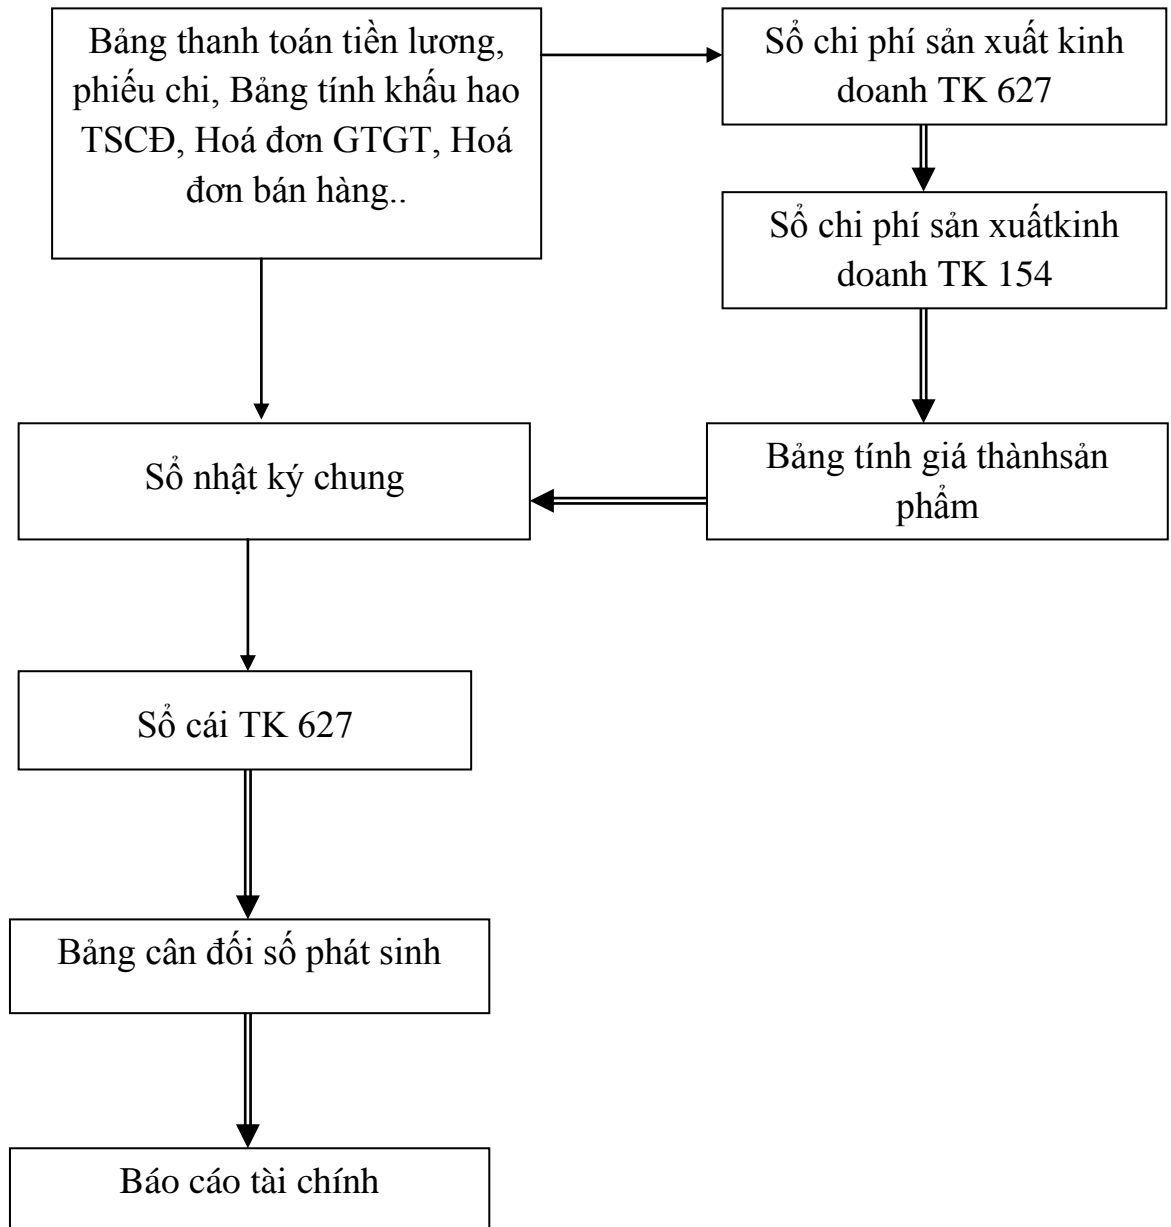 Bảng thanh toán tiền lương,
phiếu chi, Bảng tính khấu hao
TSCĐ, Hoá đơn GTGT, Hoá
đơn bán hàng..
Sổ chi phí sản xuất kinh
doanh TK 627
Sổ chi phí sản xuấtkinh
doanh TK 154
Sổ nhật ký chung
Bảng tính giá thànhsản
phẩm
Sổ cái TK 627
Bảng cân đối số phát sinh
Báo cáo tài chính